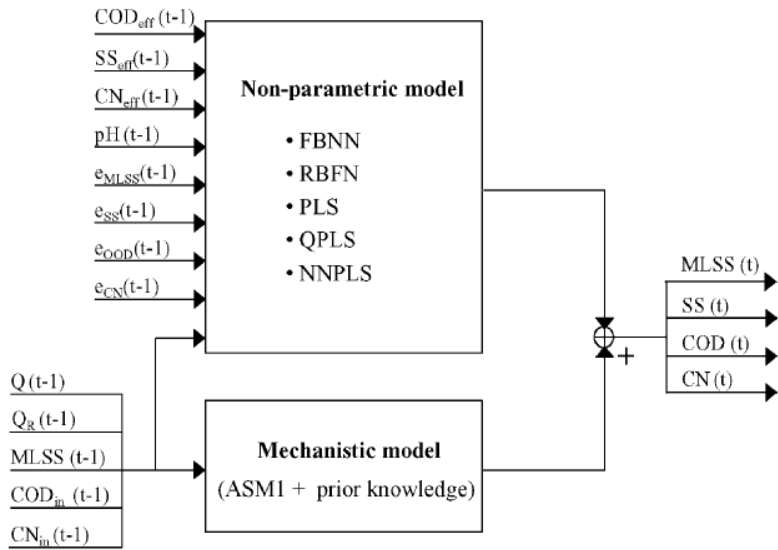 COD_eff (t-1)
SS_eff(t-1)
CN_eff(t-1)
pH (t-1)
e_MLSS(t-1)
e_SS(t-1)
e_OOD(t-1)
e_CN(t-1)
Non-parametric model
• FBNN
• RBFN
• PLS
• QPLS
• NNPLS
Q (t-1)
Q_R (t-1)
MLSS (t-1)
COD_in (t-1)
CN_in (t-1)
Mechanistic model
(ASM1 + prior knowledge)
+
MLSS (t)
SS (t)
COD (t)
CN (t)